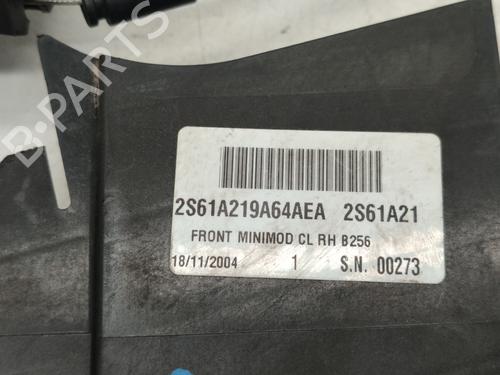 B-PARTS
2S61A219A64AEA 2S61A21
FRONT MINIMOD CL RH B256
18/11/2004 1 S.N. 00273